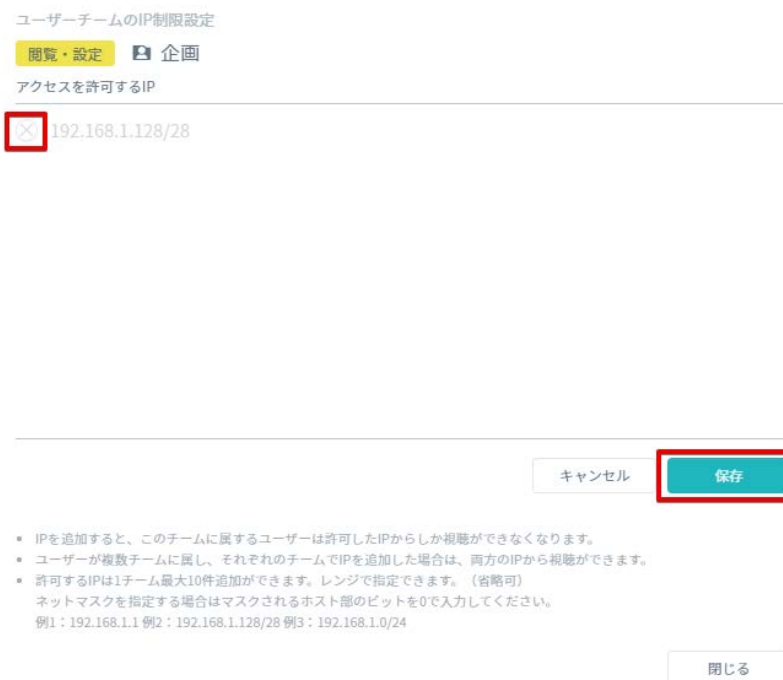 ユーザーチームのIP制限設定
閲覧・設定 企画
アクセスを許可するIP
192.168.1.128/28
キャンセル 保存
IPを追加すると、このチームに属するユーザーは許可したIPからしか視聴ができなくなります。
ユーザーが複数チームに属し、それぞれのチームでIPを追加した場合は、両方のIPから視聴ができます。
許可するIPは1チーム最大10件追加ができます。レンジで指定できます。（省略可）
ネットマスクを指定する場合はマスクされるホスト部のビットを0で入力してください。
例1：192.168.1.1 例2：192.168.1.128/28 例3：192.168.1.0/24
閉じる